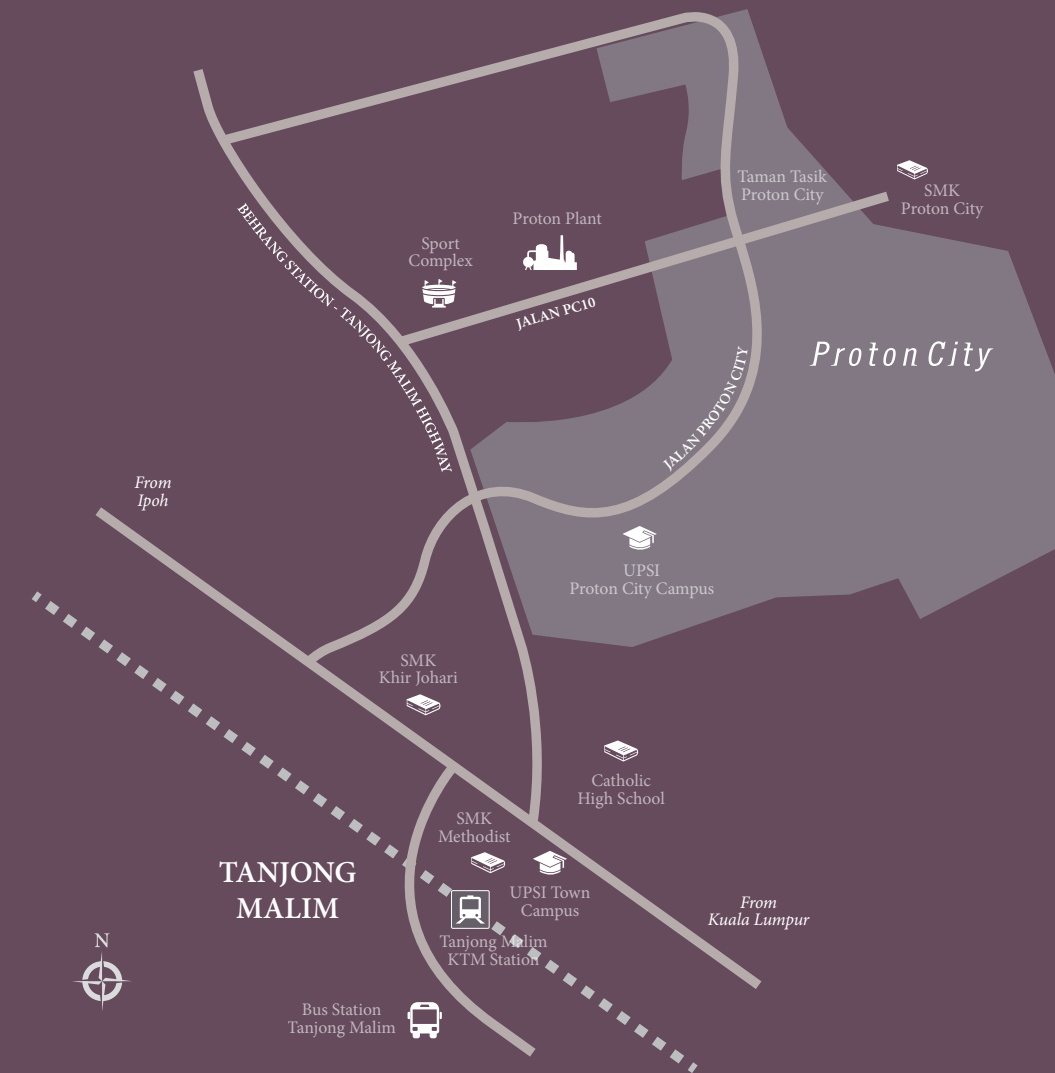 Taman Tasik
Proton City
SMK
Proton City
Proton Plant
Sport
Complex
BEHRANG STATION - TANJONG MALIM HIGHWAY
JALAN PC10
Proton City
JALAN PROTON CITY
From
Ipoh
UPSI
Proton City Campus
SMK
Khir Johari
Catholic
High School
SMK
Methodist
TANJONG
MALIM
UPSI Town
Campus
From
Kuala Lumpur
Tanjong Malim
KTM Station
N
Bus Station
Tanjong Malim